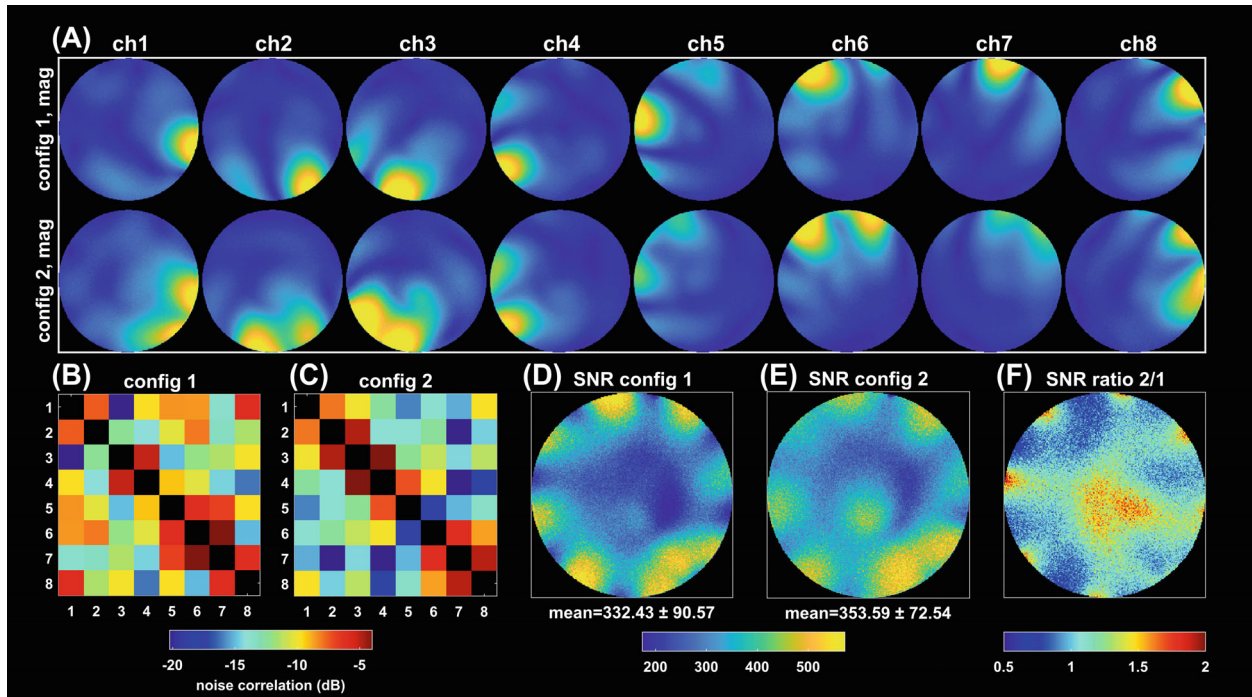 (A) ch1 ch2 ch3 ch4 ch5 ch6 ch7 ch8
config 1, mag
config 2, mag
(B) config 1
1
2
3
4
5
6
7
8
1 2 3 4 5 6 7 8
(C) config 2
1
2
3
4
5
6
7
8
1 2 3 4 5 6 7 8
-20 -15 -10 -5
noise correlation (dB)
(D) SNR config 1
mean=332.43 ± 90.57
(E) SNR config 2
mean=353.59 ± 72.54
200 300 400 500
(F) SNR ratio 2/1
0.5 1 1.5 2